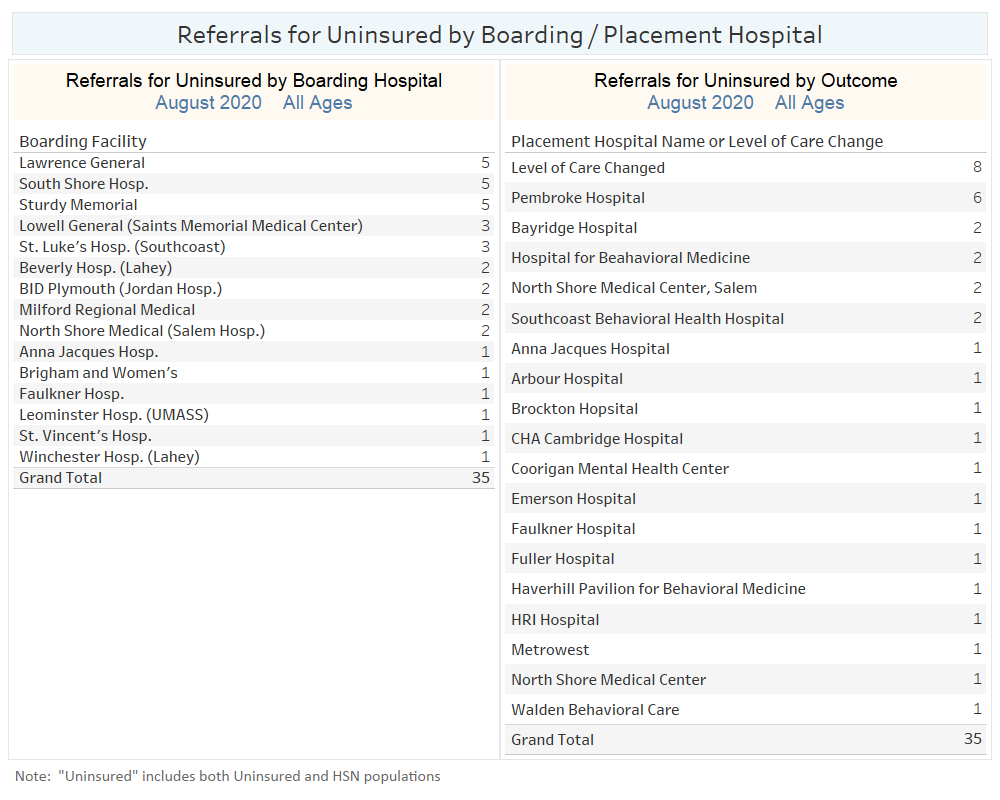 Referrals for Uninsured by Boarding / Placement Hospital
Referrals for Uninsured by Boarding Hospital
August 2020 All Ages
Boarding Facility
Lawrence General 5
South Shore Hosp. 5
Sturdy Memorial 5
Lowell General (Saints Memorial Medical Center) 3
St. Luke's Hosp. (Southcoast) 3
Beverly Hosp. (Lahey) 2
BID Plymouth (Jordan Hosp.) 2
Milford Regional Medical 2
North Shore Medical (Salem Hosp.) 2
Anna Jacques Hosp. 1
Brigham and Women's 1
Faulkner Hosp. 1
Leominster Hosp. (UMASS) 1
St. Vincent's Hosp. 1
Winchester Hosp. (Lahey) 1
Grand Total 35
Referrals for Uninsured by Outcome
August 2020 All Ages
Placement Hospital Name or Level of Care Change
Level of Care Changed 8
Pembroke Hospital 6
Bayridge Hospital 2
Hospital for Beahavioral Medicine 2
North Shore Medical Center, Salem 2
Southcoast Behavioral Health Hospital 2
Anna Jacques Hospital 1
Arbour Hospital 1
Brockton Hopsital 1
CHA Cambridge Hospital 1
Coorigan Mental Health Center 1
Emerson Hospital 1
Faulkner Hospital 1
Fuller Hospital 1
Haverhill Pavilion for Behavioral Medicine 1
HRI Hospital 1
Metrowest 1
North Shore Medical Center 1
Walden Behavioral Care 1
Grand Total 35
Note: "Uninsured" includes both Uninsured and HSN populations